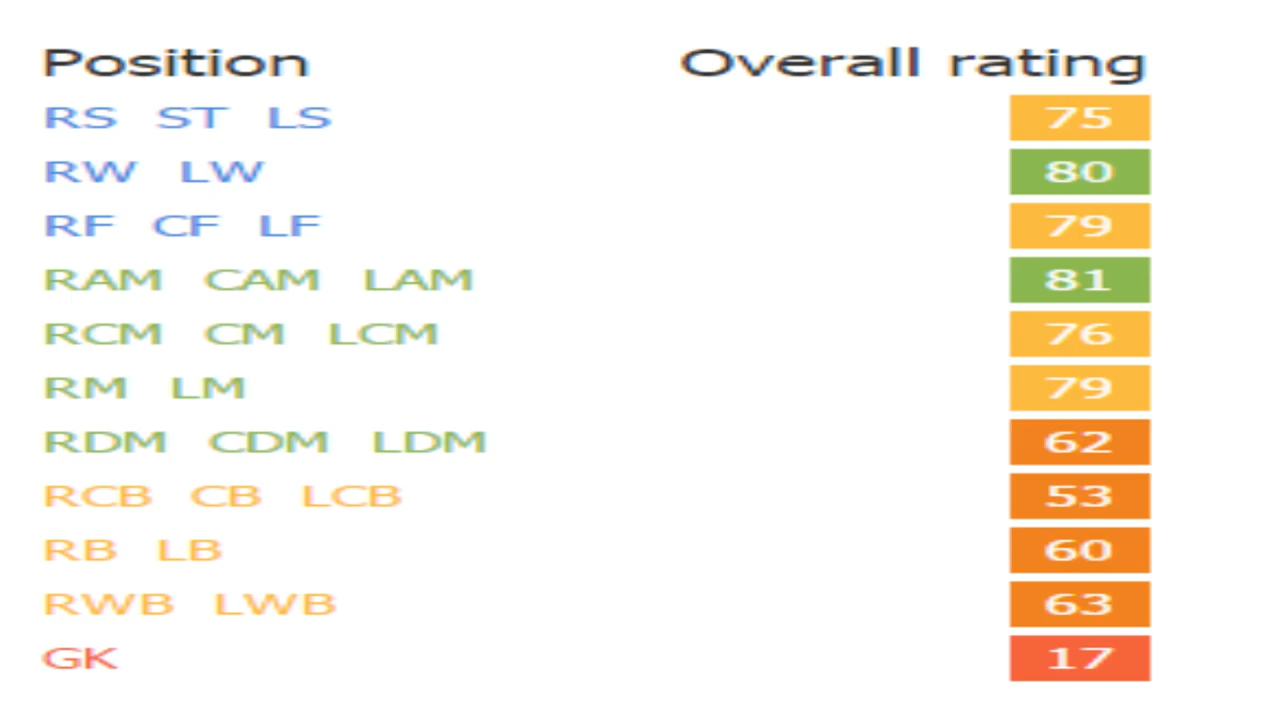 Position Overall rating
RS ST LS 75
RW LW 80
RF CF LF 79
RAM CAM LAM 81
RCM CM LCM 76
RM LM 79
RDM CDM LDM 62
RCB CB LCB 53
RB LB 60
RWB LWB 63
GK 17